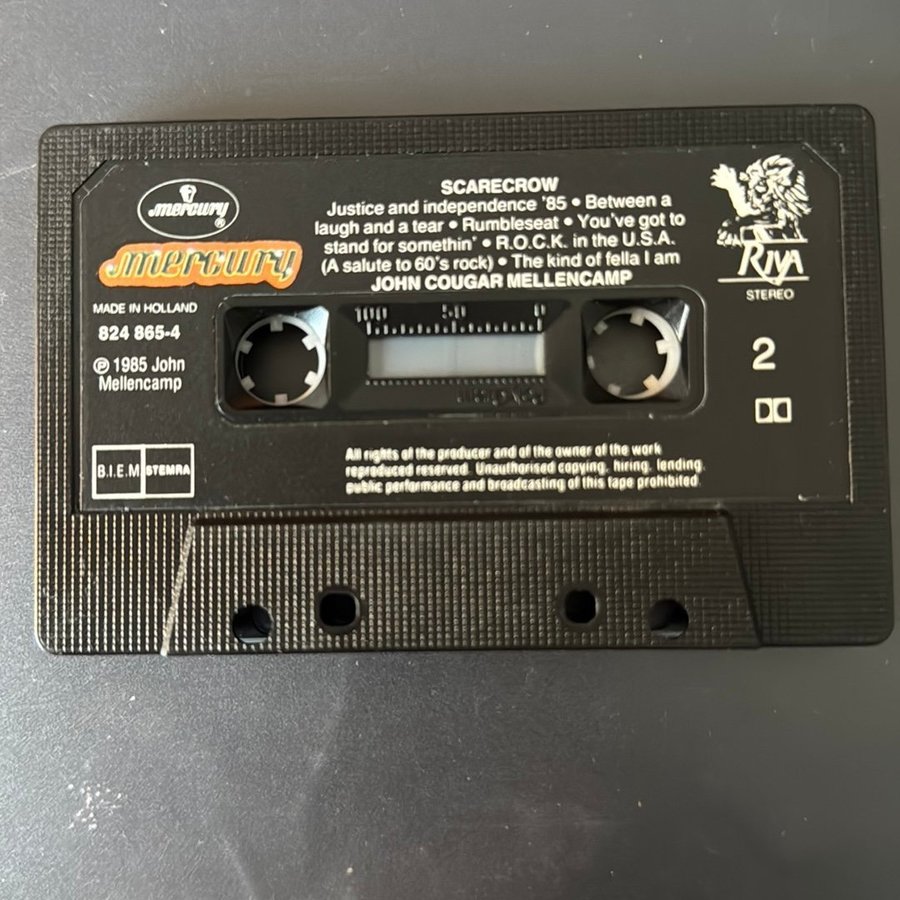 mercury ®
mercury
MADE IN HOLLAND
824 865-4
℗ 1985 John
Mellencamp
B.I.E.M STEMRA
SCARECROW
Justice and independence '85 • Between a
laugh and a tear • Rumbleseat • You've got to
stand for somethin' • R.O.C.K. in the U.S.A.
(A salute to 60's rock) • The kind of fella I am
JOHN COUGAR MELLENCAMP
100 50 0
All rights of the producer and of the owner of the work
reproduced reserved. Unauthorised copying, hiring, lending
public performance and broadcasting of this tape prohibited
RIVA
STEREO
2